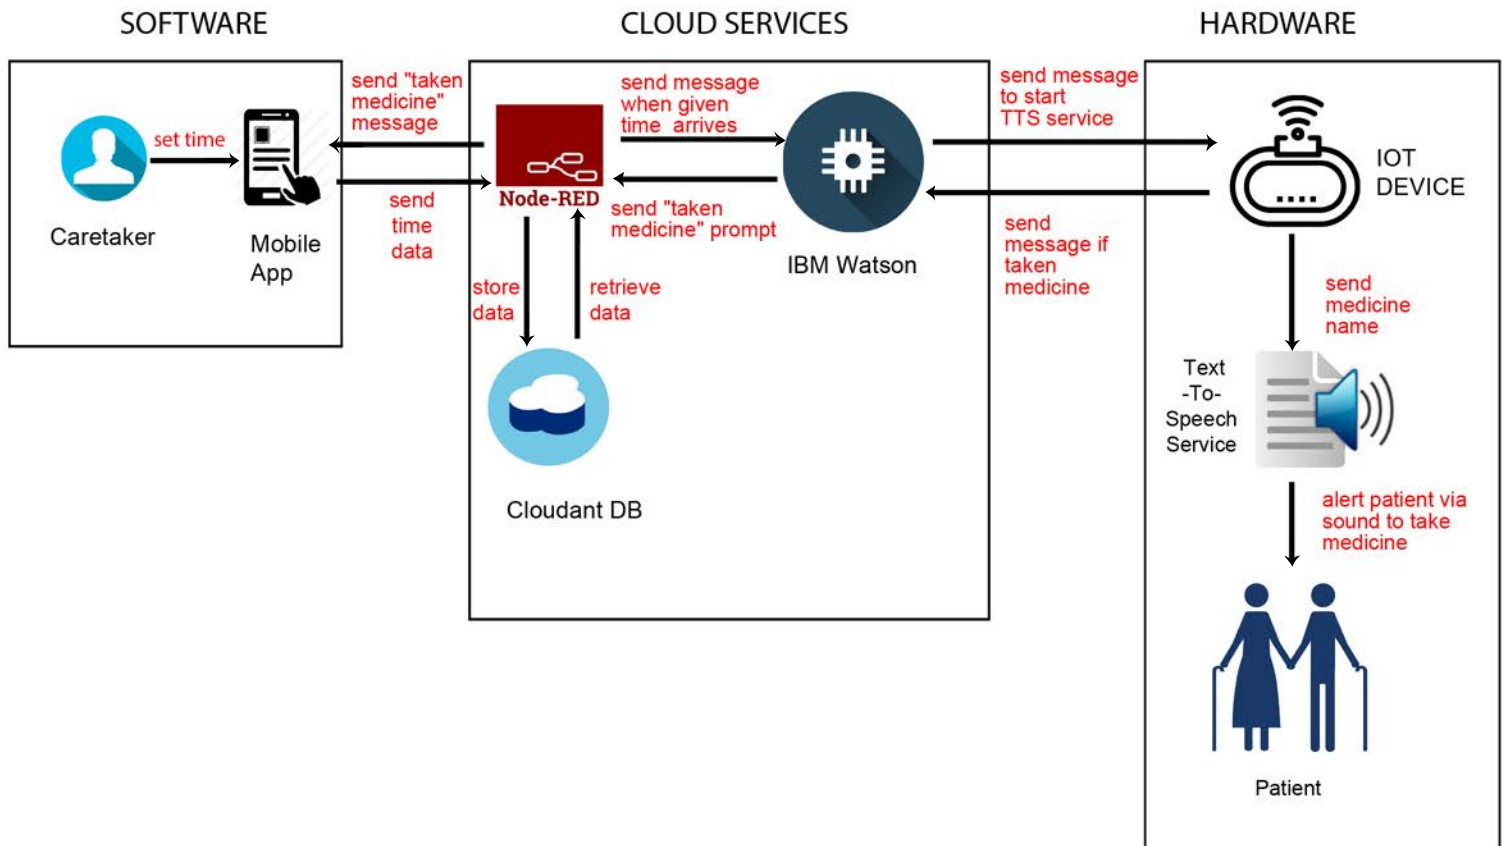 SOFTWARE
CLOUD SERVICES
HARDWARE
set time
Caretaker
Mobile
App
send "taken
medicine"
message
send
time
data
Node-RED
send message
when given
time arrives
send "taken
medicine" prompt
IBM Watson
store
data
retrieve
data
Cloudant DB
send message
to start
TTS service
send
message if
taken
medicine
IOT
DEVICE
send
medicine
name
Text
-To-
Speech
Service
alert patient via
sound to take
medicine
Patient